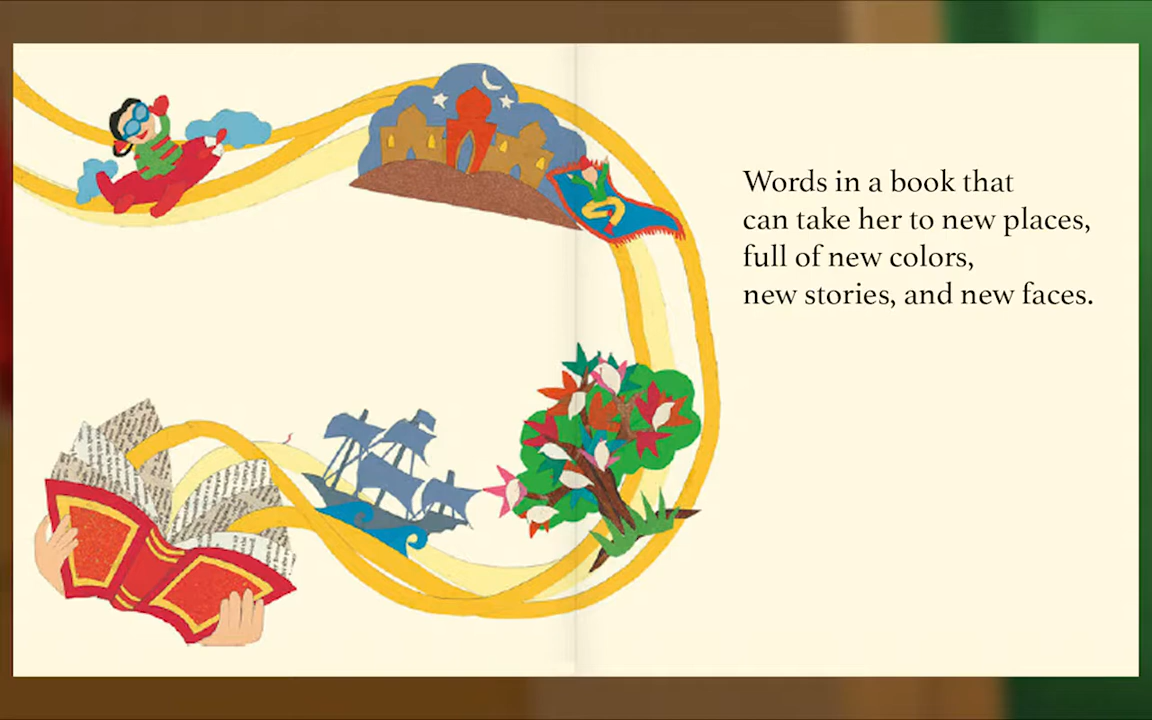 Words in a book that
can take her to new places,
full of new colors,
new stories, and new faces.